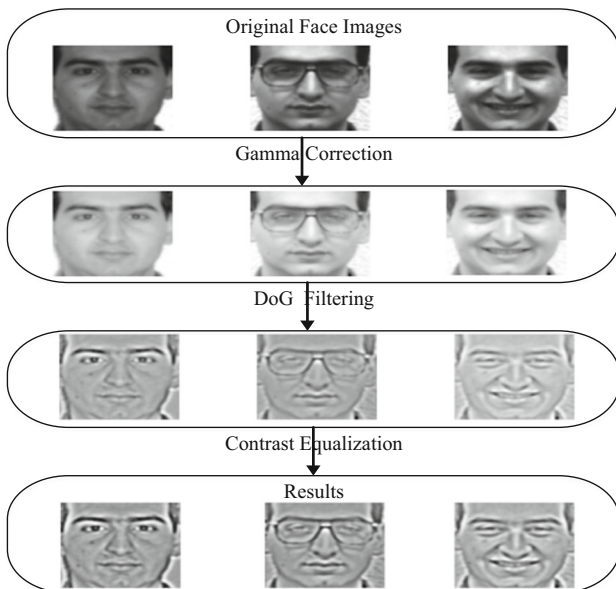 Original Face Images
Gamma Correction
DoG Filtering
Contrast Equalization
Results